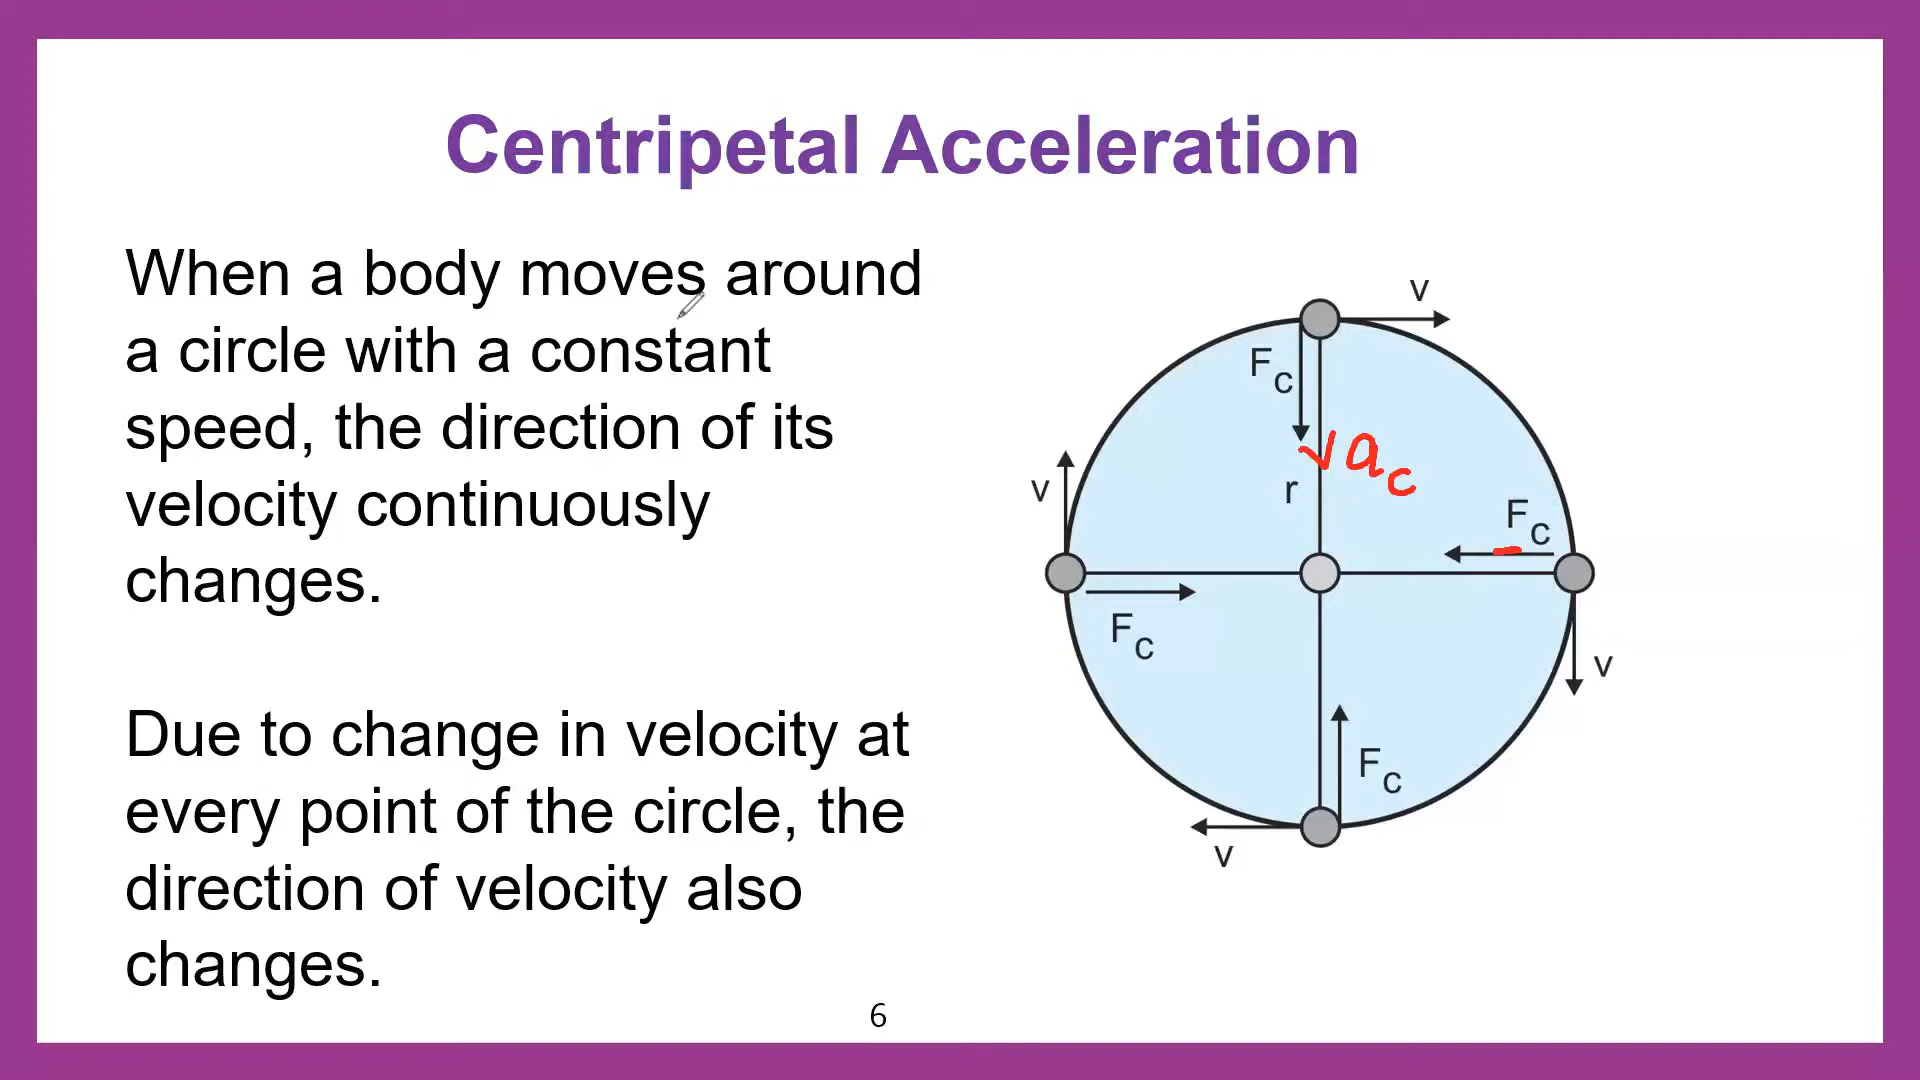 Centripetal Acceleration
When a body moves around
a circle with a constant
speed, the direction of its
velocity continuously
changes.
Due to change in velocity at
every point of the circle, the
direction of velocity also
changes.
v
Fc
ac
v
r
Fc
Fc
v
Fc
v
6